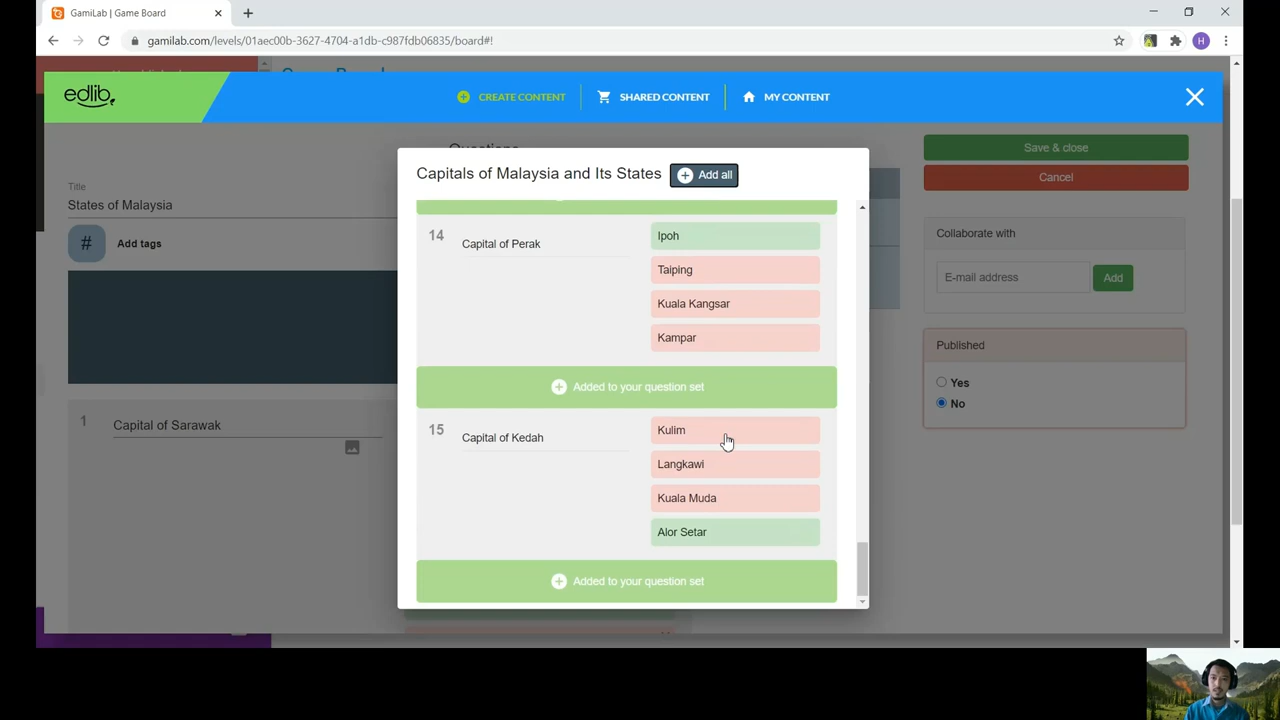 GamiLab | Game Board
gamilab.com/levels/01aec00b-3627-4704-a1db-c987fdb06835/board#!
H
edlib
CREATE CONTENT
SHARED CONTENT
MY CONTENT
Questions
Title
States of Malaysia
#
Add tags
1
Capital of Sarawak
Capitals of Malaysia and Its States
Add all
14
Capital of Perak
Ipoh
Taiping
Kuala Kangsar
Kampar
Added to your question set
15
Capital of Kedah
Kulim
Langkawi
Kuala Muda
Alor Setar
Added to your question set
Save & close
Cancel
Collaborate with
E-mail address
Add
Published
Yes
No